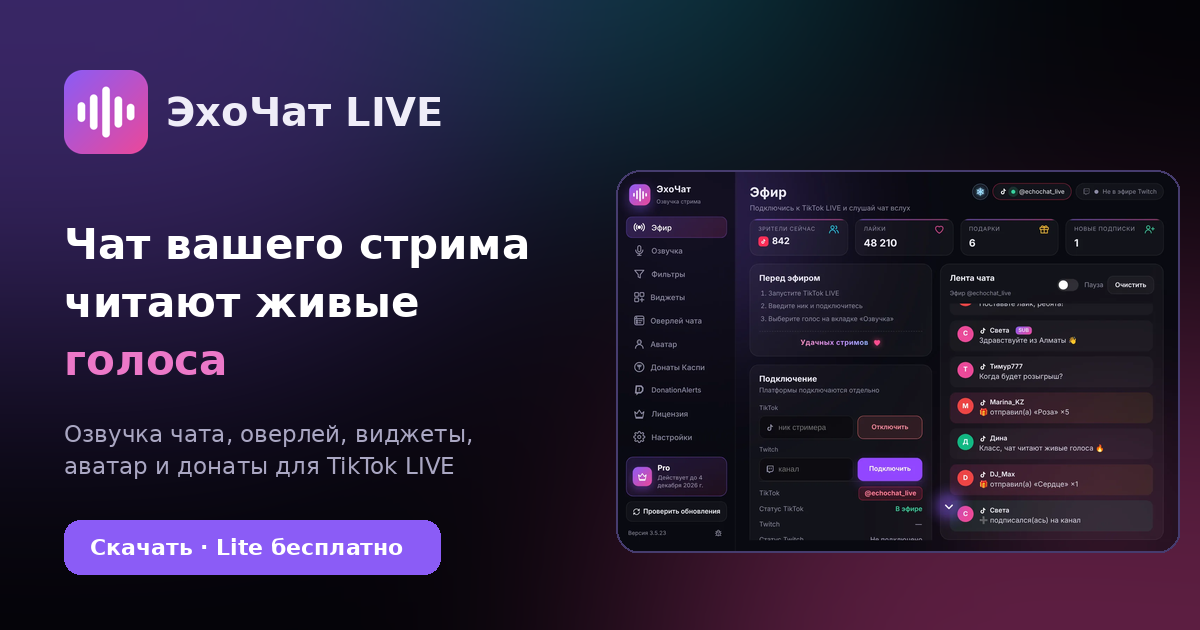 ЭхоЧат LIVE
Чат вашего стрима
читают живые
голоса
Озвучка чата, оверлей, виджеты,
аватар и донаты для TikTok LIVE
Скачать · Lite бесплатно
ЭхоЧат
Озвучка стрима
Эфир
Озвучка
Фильтры
Виджеты
Оверлей чата
Аватар
Донаты Каспи
DonationAlerts
Лицензия
Настройки
Pro
Действует до 4
декабря 2026 г.
Проверить обновления
Версия 3.5.23
Эфир
Подключись к TikTok LIVE и слушай чат вслух
@echochat_live
Не в эфире Twitch
ЗРИТЕЛИ СЕЙЧАС
842
ЛАЙКИ
48 210
ПОДАРКИ
6
НОВЫЕ ПОДПИСКИ
1
Перед эфиром
1. Запустите TikTok LIVE
2. Введите ник и подключитесь
3. Выберите голос на вкладке «Озвучка»
Удачных стримов
Подключение
Платформы подключаются отдельно
TikTok
ник стримера
Отключить
Twitch
канал
Подключить
TikTok
@echochat_live
Статус TikTok
В эфире
Twitch
—
Статус Twitch
Не подключено
Лента чата
Эфир @echochat_live
Пауза
Очистить
Поставьте лайк, ребята!
С
Света SUB
Здравствуйте из Алматы 👋
Т
Тимур777
Когда будет розыгрыш?
M
Marina_KZ
🎁 отправил(а) «Роза» ×5
Д
Дина
Класс, чат читают живые голоса 🔥
D
DJ_Max
🎁 отправил(а) «Сердце» ×1
С
Света
➕ подписался(ась) на канал